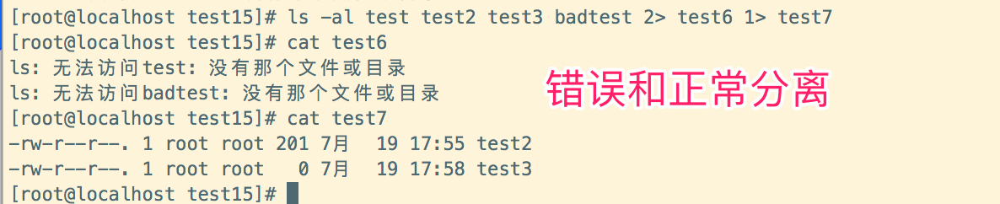 [root@localhost test15]# ls -al test test2 test3 badtest 2> test6 1> test7
[root@localhost test15]# cat test6
ls: 无法访问test: 没有那个文件或目录
ls: 无法访问badtest: 没有那个文件或目录
错误和正常分离
[root@localhost test15]# cat test7
-rw-r--r--. 1 root root 201 7月  19 17:55 test2
-rw-r--r--. 1 root root   0 7月  19 17:58 test3
[root@localhost test15]#